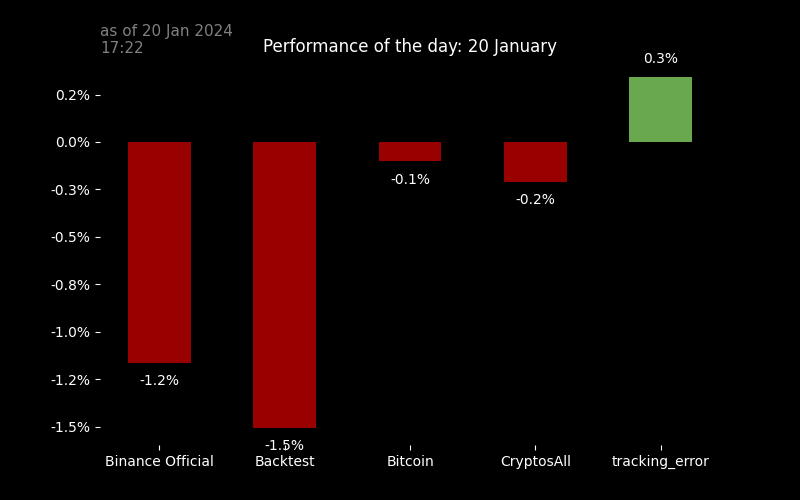 as of 20 Jan 2024
17:22
Performance of the day: 20 January
0.3%
0.2%
0.0%
-0.1%
-0.3%
-0.2%
-0.5%
-0.8%
-1.0%
-1.2%
-1.2%
-1.5%
-1.5%
Binance Official
Backtest
Bitcoin
CryptosAll
tracking_error